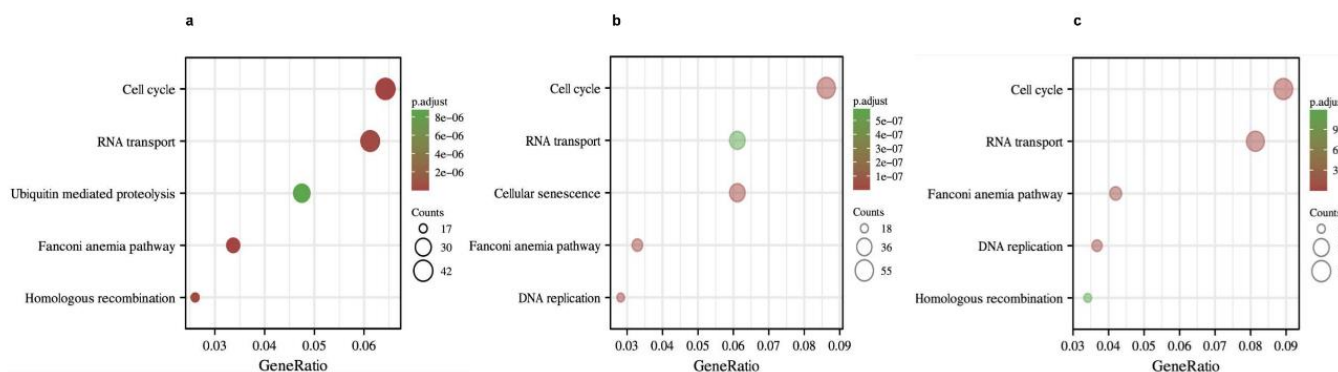 a
Cell cycle
RNA transport
Ubiquitin mediated proteolysis
Fanconi anemia pathway
Homologous recombination
0.03 0.04 0.05 0.06
GeneRatio
p.adjust
8e−06
6e−06
4e−06
2e−06
Counts
17
30
42
b
Cell cycle
RNA transport
Cellular senescence
Fanconi anemia pathway
DNA replication
0.03 0.04 0.05 0.06 0.07 0.08 0.09
GeneRatio
p.adjust
5e−07
4e−07
3e−07
2e−07
1e−07
Counts
18
36
55
c
Cell cycle
RNA transport
Fanconi anemia pathway
DNA replication
Homologous recombination
0.03 0.04 0.05 0.06 0.07 0.08 0.09
GeneRatio
p.adjust
9
6
3
Counts